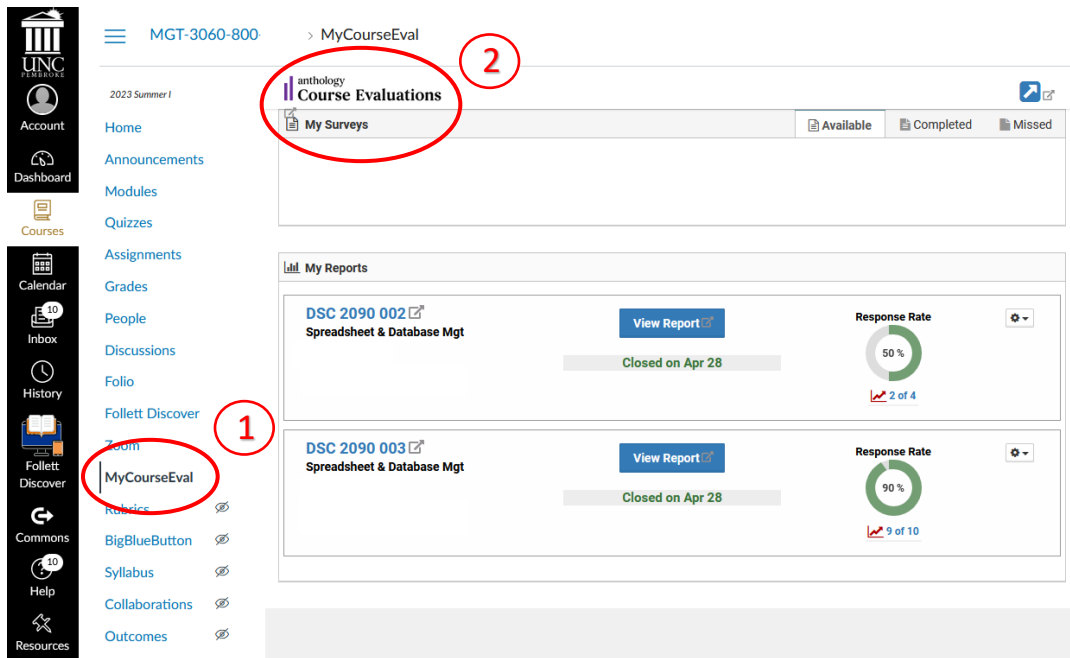 UNC
PEMBROKE
Account
Dashboard
Courses
Calendar
10
Inbox
History
Follett
Discover
Commons
10
Help
Resources
MGT-3060-800- > MyCourseEval
2023 Summer I
Home
Announcements
Modules
Quizzes
Assignments
Grades
People
Discussions
Folio
Follett Discover
Zoom
MyCourseEval
Rubrics
BigBlueButton
Syllabus
Collaborations
Outcomes
1
2
anthology
Course Evaluations
My Surveys Available Completed Missed
My Reports
DSC 2090 002
Spreadsheet & Database Mgt
View Report
Closed on Apr 28
Response Rate
50 %
2 of 4
DSC 2090 003
Spreadsheet & Database Mgt
View Report
Closed on Apr 28
Response Rate
90 %
9 of 10